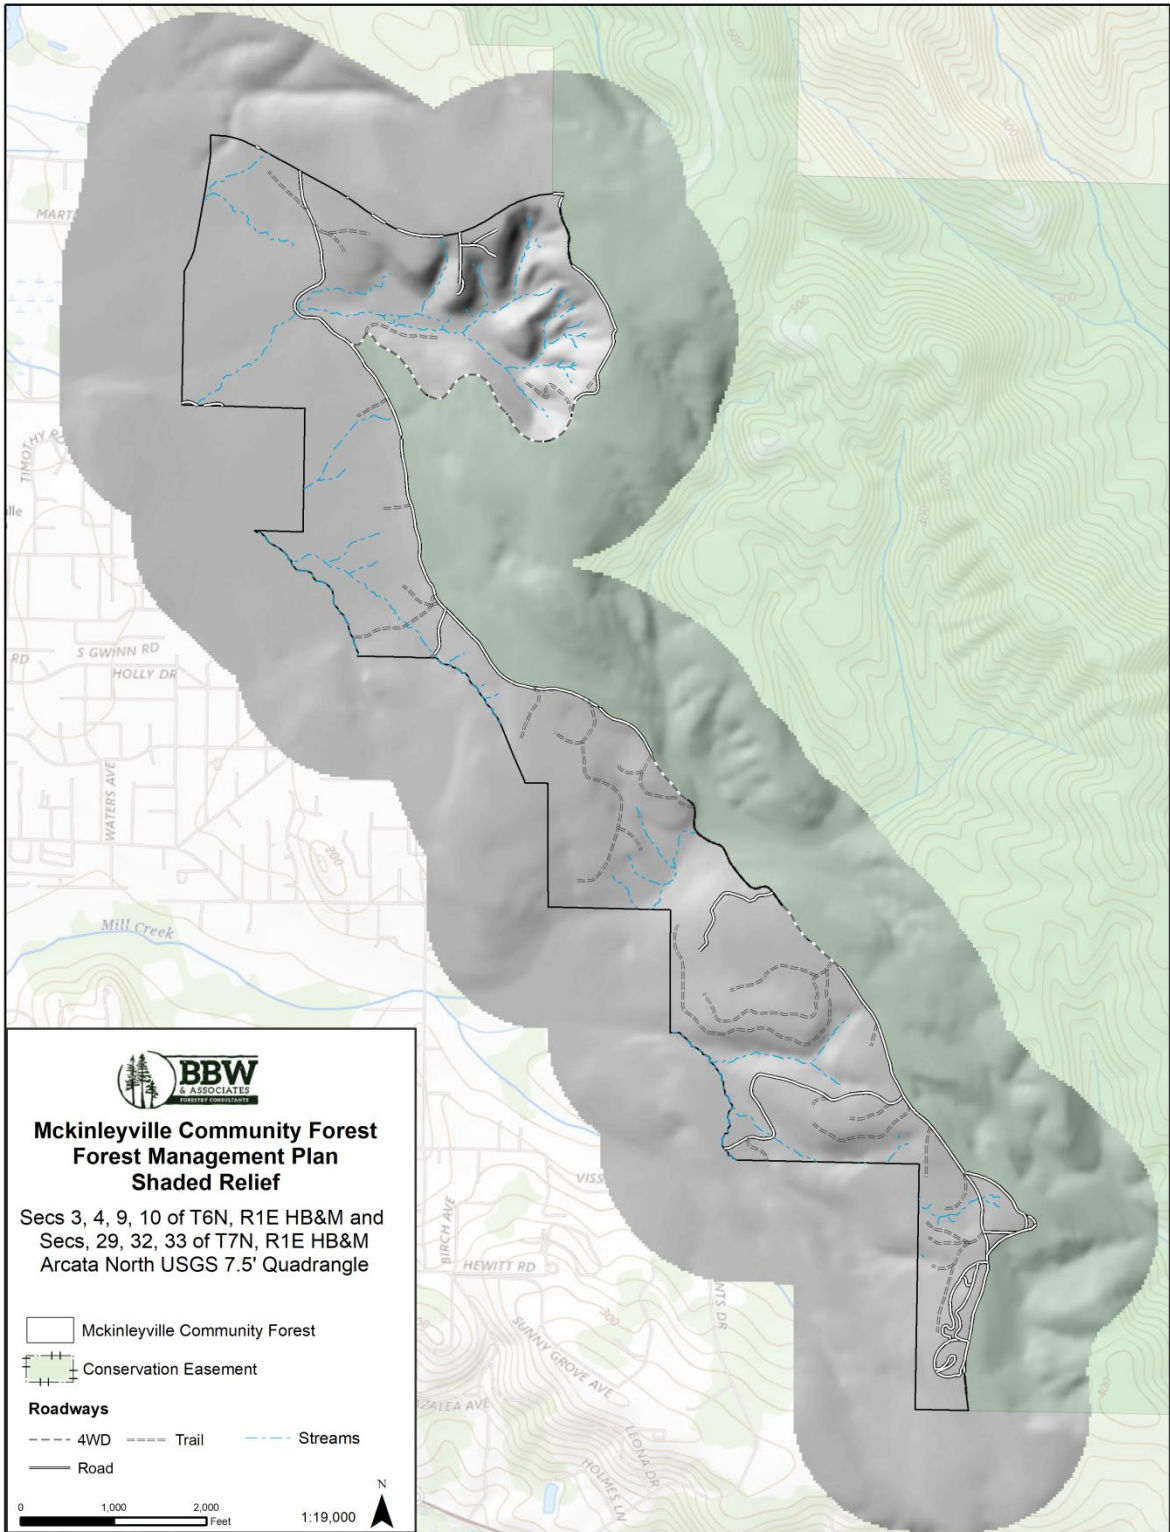 600
300
500
500
500
400
MART
TIMOTHY RD
lle
S GWINN RD
RD
HOLLY DR
WATERS AVE
200
Mill Creek
BBW
& ASSOCIATES
FORESTRY CONSULTANTS
Mckinleyville Community Forest
Forest Management Plan
Shaded Relief
Secs 3, 4, 9, 10 of T6N, R1E HB&M and
Secs, 29, 32, 33 of T7N, R1E HB&M
Arcata North USGS 7.5' Quadrangle
Mckinleyville Community Forest
Conservation Easement
Roadways
4WD Trail Streams
Road
0 1,000 2,000
Feet
1:19,000
N
VISS
BIRCH AVE
HEWITT RD
NTS DR
300
SUNNY GROVE AVE
AZALEA AVE
LEONA DR
HOLMES LN
400